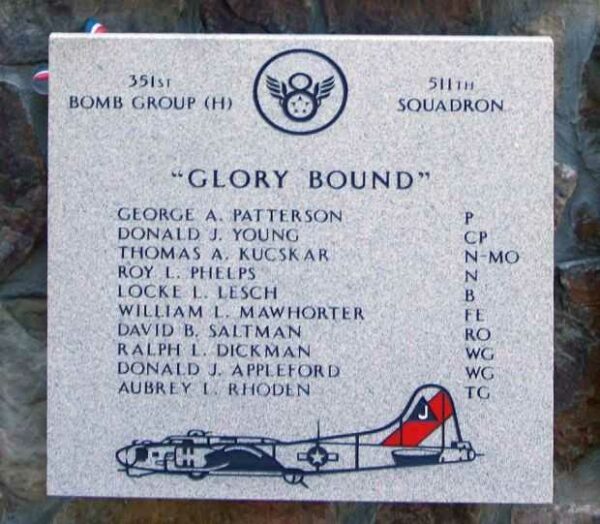 351ST
BOMB GROUP (H)
511TH
SQUADRON
"GLORY BOUND"
GEORGE A. PATTERSON P
DONALD J. YOUNG CP
THOMAS A. KUCSKAR N-MO
ROY L. PHELPS N
LOCKE L. LESCH B
WILLIAM L. MAWHORTER FE
DAVID B. SALTMAN RO
RALPH L. DICKMAN WG
DONALD J. APPLEFORD WG
AUBREY L. RHODEN TG
J